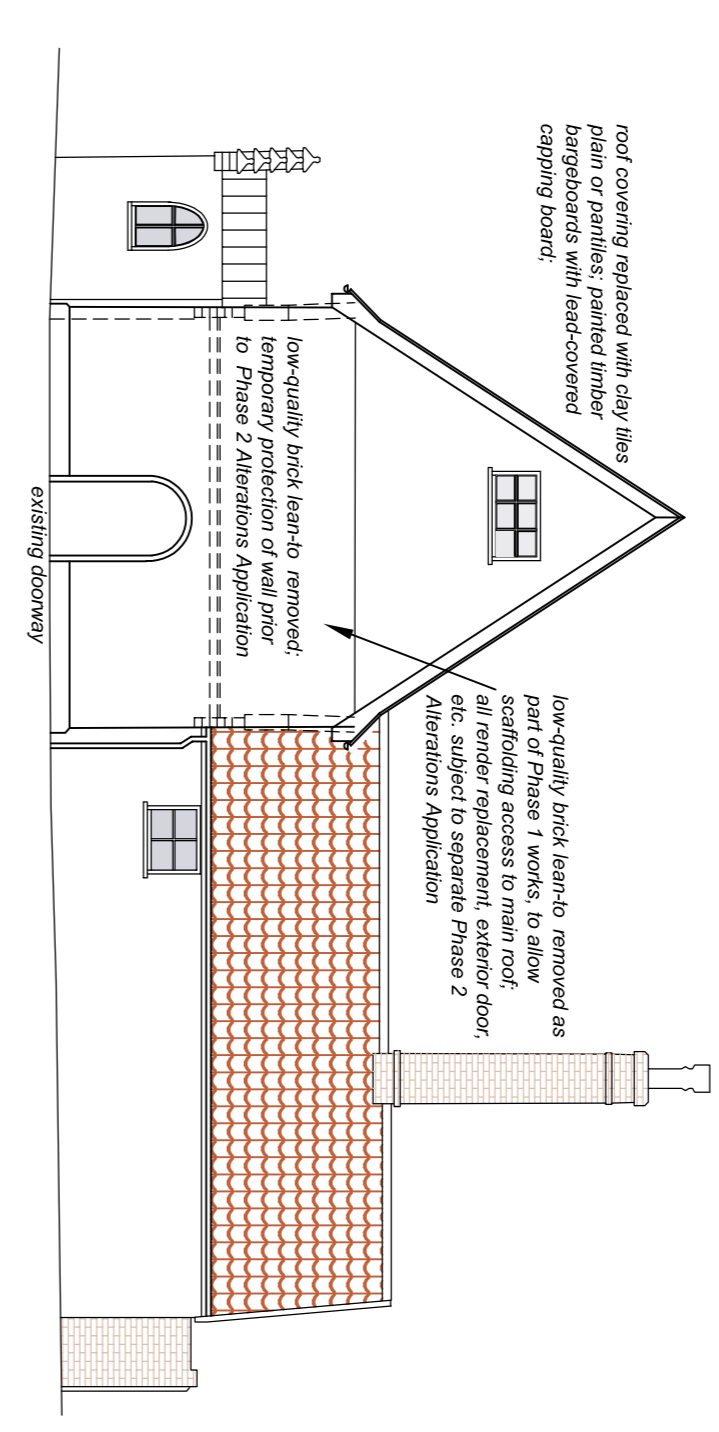 roof covering replaced with clay tiles
plain or pantiles; painted timber
bargeboards with lead-covered
capping board;
low-quality brick lean-to removed as
part of Phase 1 works, to allow
scaffolding access to main roof;
all render replacement, exterior door,
etc. subject to separate Phase 2
Alterations Application
low-quality brick lean-to removed;
temporary protection of wall prior
to Phase 2 Alterations Application
existing doorway